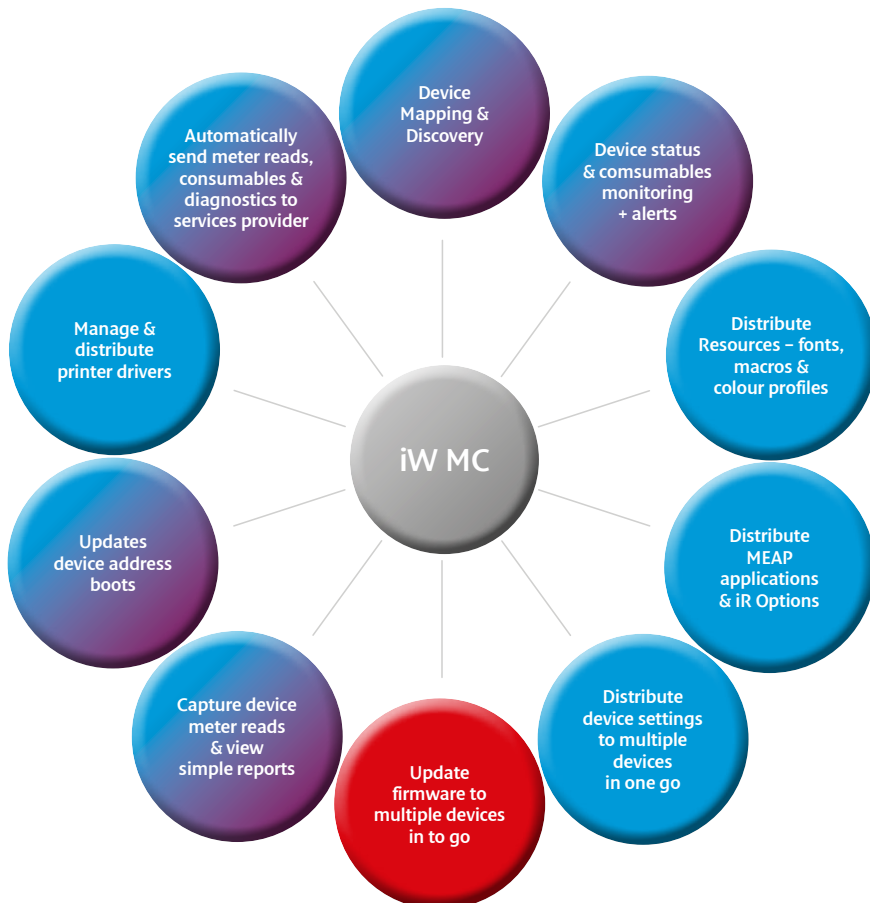 Device
Mapping &
Discovery
Device status
& comsumables
monitoring
+ alerts
Distribute
Resources – fonts,
macros &
colour profiles
Distribute
MEAP
applications
& iR Options
Distribute
device settings
to multiple
devices
in one go
Update
firmware to
multiple devices
in to go
Capture device
meter reads
& view
simple reports
Updates
device address
boots
Manage &
distribute
printer drivers
Automatically
send meter reads,
consumables &
diagnostics to
services provider
iW MC